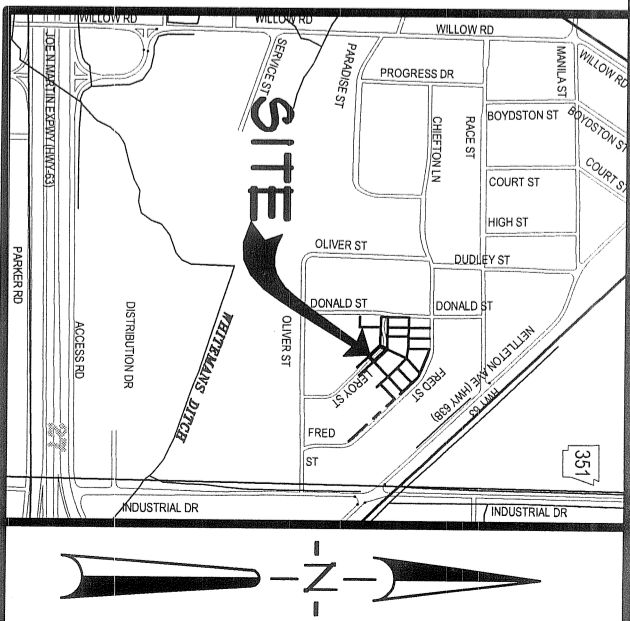 WILLOW RD
WILLOW RD
WILLOW RD
WILLOW RD
JOE N MARTIN EXPWY (HWY-63)
SERVICE ST
PARADISE ST
PROGRESS DR
MANILA ST
BOYDSTON ST
BOYDSTON ST
CHIEFTON LN
RACE ST
COURT ST
COURT ST
SITE
HIGH ST
OLIVER ST
DUDLEY ST
PARKER RD
ACCESS RD
DISTRIBUTION DR
WHITEMANS DITCH
OLIVER ST
DONALD ST
DONALD ST
LEROY ST
FRED ST
NETTLETON AVE (HWY 63B)
HWY 63
FRED
ST
351
INDUSTRIAL DR
INDUSTRIAL DR
N